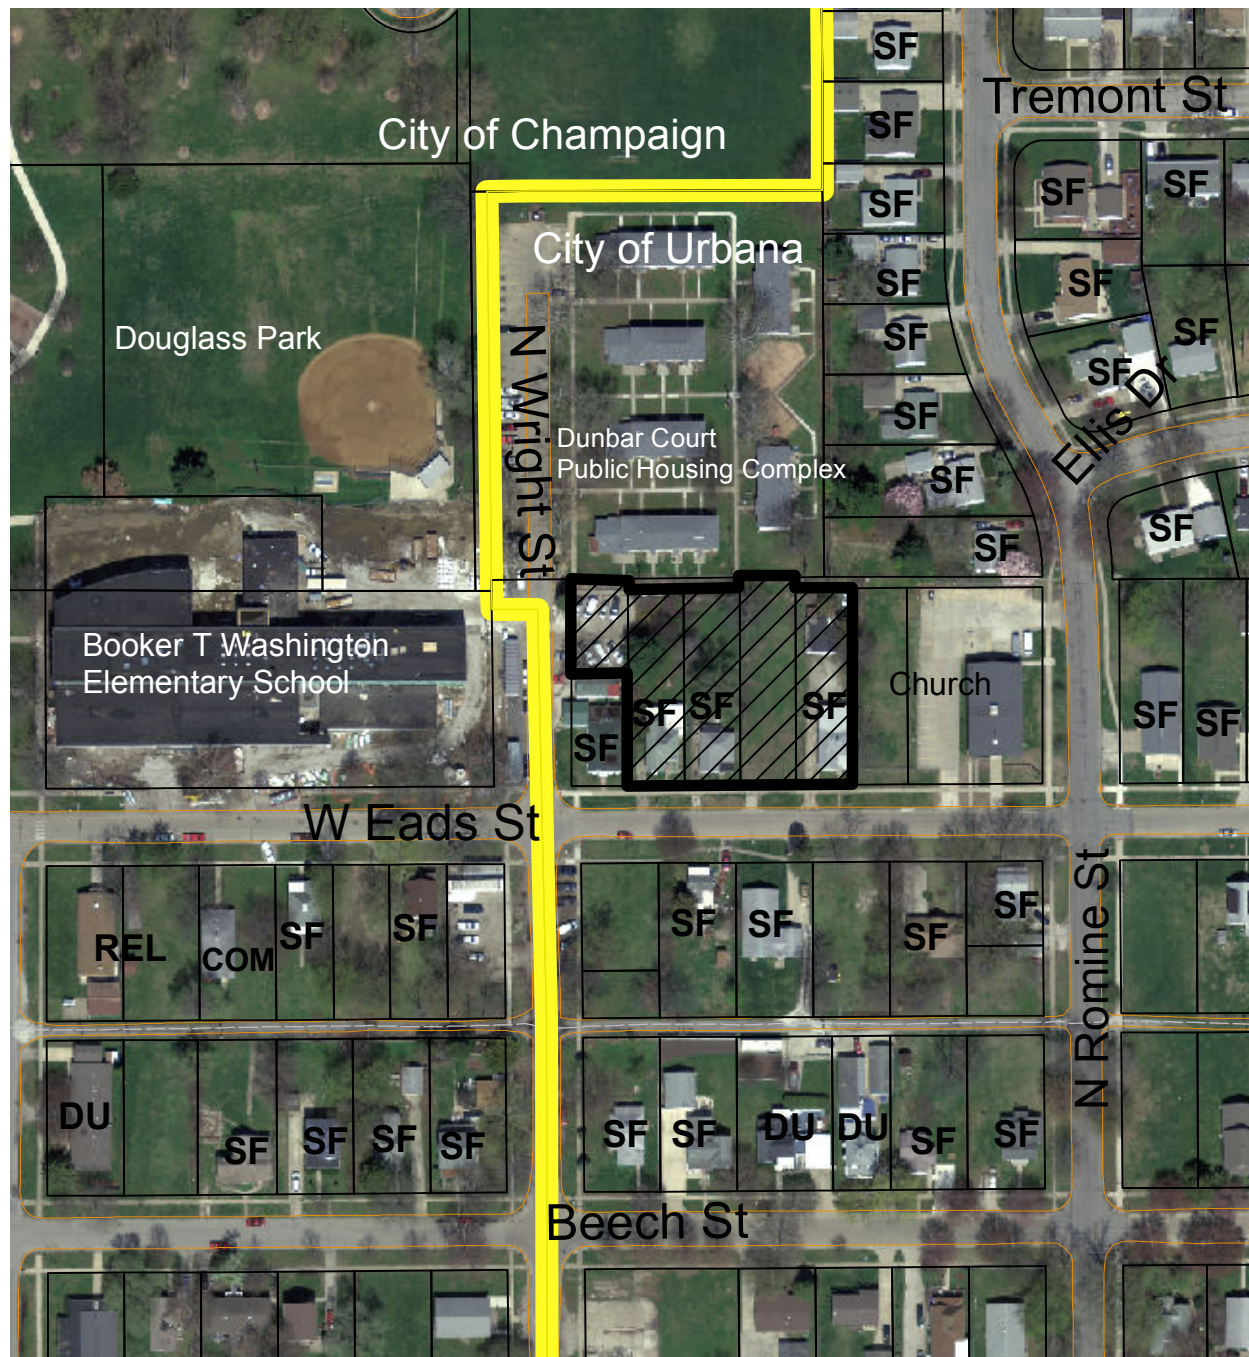 SF
Tremont St
City of Champaign
SF
SF
SF
SF
City of Urbana
SF
SF
Douglass Park
N Wright St
SF
SF
SF
Ellis Dr
SF
Dunbar Court
Public Housing Complex
SF
SF
SF
Booker T Washington
Elementary School
Church
SF
SF
SF
SF
SF
SF
W Eads St
N Romine St
REL
COM
SF
SF
SF
SF
SF
SF
DU
SF
SF
SF
SF
SF
SF
DU
DU
SF
SF
Beech St